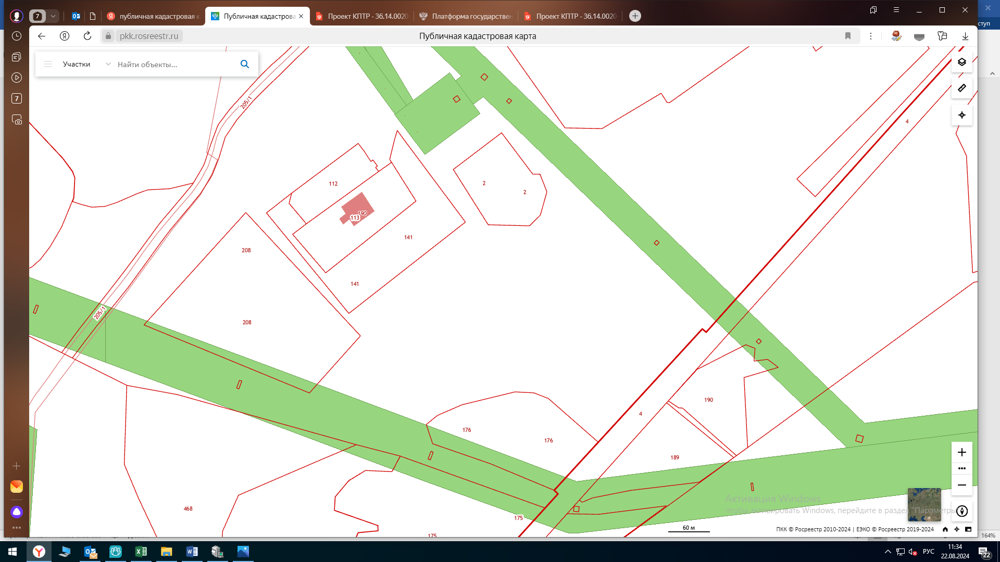 7
публичная кадастровая к
Публичная кадастрова
Проект КПТР - 36.14.0020
Платформа государствен
Проект КПТР - 36.14.0020
ступ
pkk.rosreestr.ru
Публичная кадастровая карта
Участки
Найти объекты...
7
205/1
4
112
2
2
190
113
141
208
141
205/1
208
190
4
176
176
189
468
175
175
Активация Windows
Чтобы активировать Windows, перейдите в раздел "Параметры
60 м
ПКК © Росреестр 2010-2024 | ЕЭКО © Росреестр 2019-2024
164%
РУС
11:34
22.08.2024
22